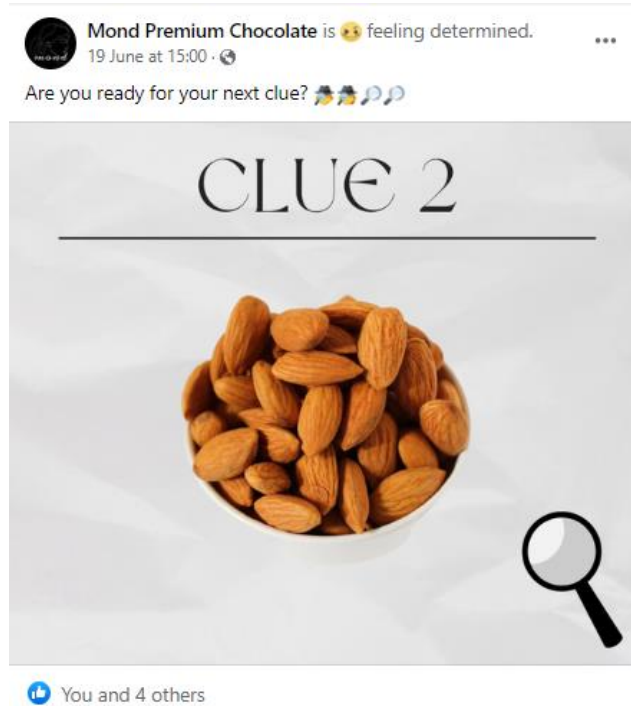 Mond Premium Chocolate is feeling determined.
19 June at 15:00 ·
Are you ready for your next clue?
CLUE 2
You and 4 others